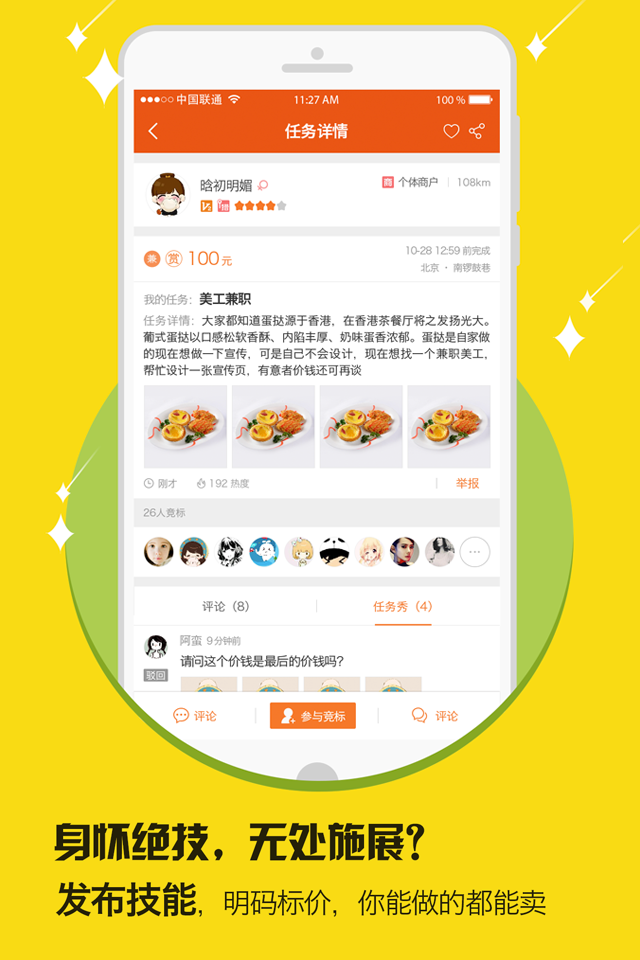 中国联通
11:27 AM
100 %
任务详情
晗初明媚
商 个体商户
108km
兼 赏 100元
10-28 12:59 前完成
北京 · 南锣鼓巷
我的任务：美工兼职
任务详情：大家都知道蛋挞源于香港，在香港茶餐厅将之发扬光大。
葡式蛋挞以口感松软香酥、内陷丰厚、奶味蛋香浓郁。蛋挞是自家做
的现在想做一下宣传，可是自己不会设计，现在想找一个兼职美工，
帮忙设计一张宣传页，有意者价钱还可再谈
刚才
192 热度
举报
26人竞标
评论（8）
任务秀（4）
阿蛮 9分钟前
请问这个价钱是最后的价钱吗？
驳回
评论
参与竞标
评论
身怀绝技，无处施展？
发布技能，明码标价，你能做的都能卖